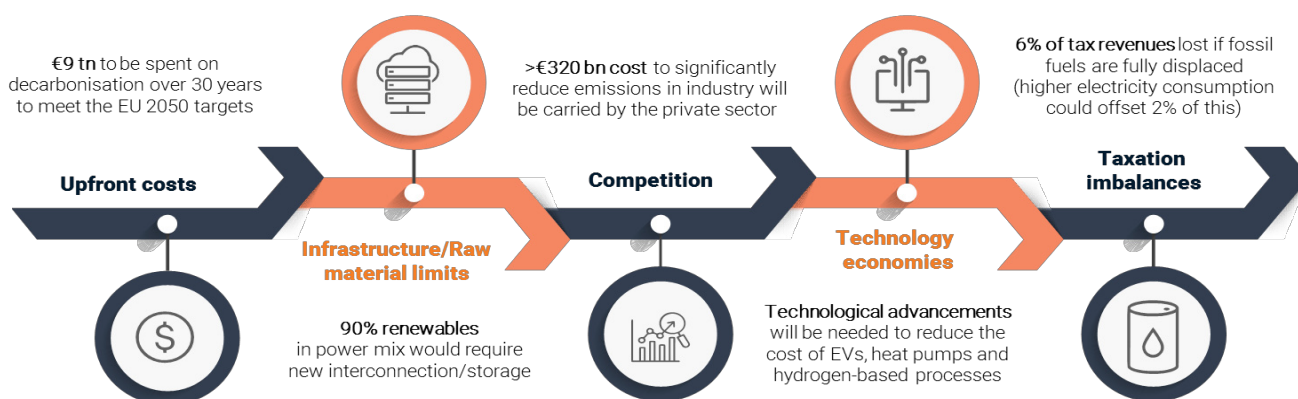 €9 tn to be spent on
decarbonisation over 30 years
to meet the EU 2050 targets
Upfront costs
Infrastructure/Raw
material limits
90% renewables
in power mix would require
new interconnection/storage
>€320 bn cost to significantly
reduce emissions in industry will
be carried by the private sector
Competition
Technology
economies
Technological advancements
will be needed to reduce the
cost of EVs, heat pumps and
hydrogen-based processes
6% of tax revenues lost if fossil
fuels are fully displaced
(higher electricity consumption
could offset 2% of this)
Taxation
imbalances
$